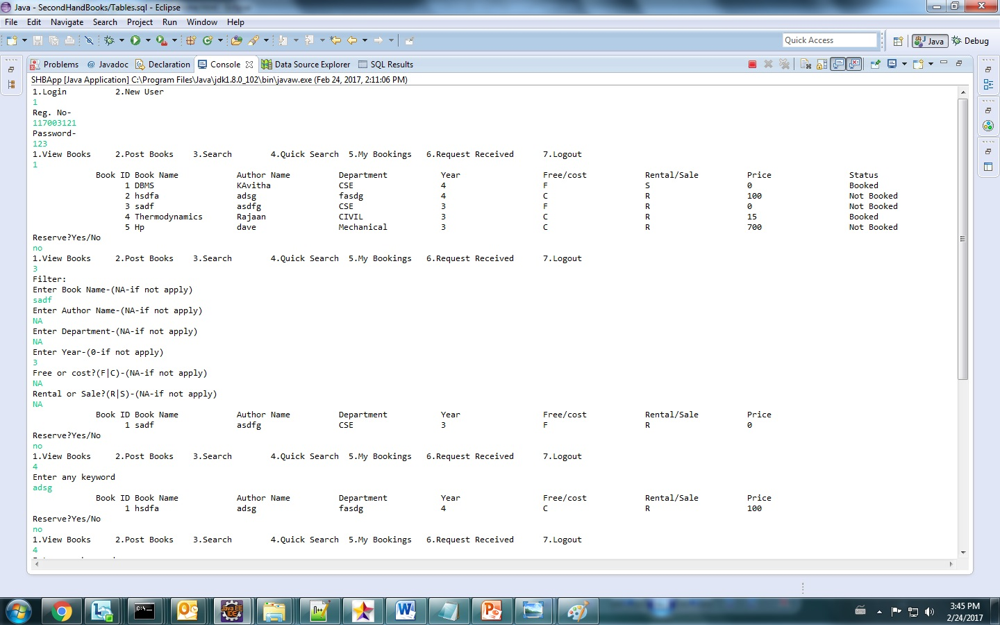 Java - SecondHandBooks/Tables.sql - Eclipse
File Edit Navigate Search Project Run Window Help
Quick Access
Java Debug
Problems @ Javadoc Declaration Console Data Source Explorer SQL Results
SHBApp [Java Application] C:\Program Files\Java\jdk1.8.0_102\bin\javaw.exe (Feb 24, 2017, 2:11:06 PM)
1.Login 2.New User
1
Reg. No-
117003121
Password-
123
1.View Books 2.Post Books 3.Search 4.Quick Search 5.My Bookings 6.Request Received 7.Logout
1
Book ID Book Name Author Name Department Year Free/cost Rental/Sale Price Status
1 DBMS KAvitha CSE 4 F S 0 Booked
2 hsdfa adsg fasdg 4 C R 100 Not Booked
3 sadf asdfg CSE 3 F R 0 Not Booked
4 Thermodynamics Rajaan CIVIL 3 C R 15 Booked
5 Hp dave Mechanical 3 C R 700 Not Booked
Reserve?Yes/No
no
1.View Books 2.Post Books 3.Search 4.Quick Search 5.My Bookings 6.Request Received 7.Logout
3
Filter:
Enter Book Name-(NA-if not apply)
sadf
Enter Author Name-(NA-if not apply)
NA
Enter Department-(NA-if not apply)
NA
Enter Year-(0-if not apply)
3
Free or cost?(F|C)-(NA-if not apply)
NA
Rental or Sale?(R|S)-(NA-if not apply)
NA
Book ID Book Name Author Name Department Year Free/cost Rental/Sale Price
1 sadf asdfg CSE 3 F R 0
Reserve?Yes/No
no
1.View Books 2.Post Books 3.Search 4.Quick Search 5.My Bookings 6.Request Received 7.Logout
4
Enter any keyword
adsg
Book ID Book Name Author Name Department Year Free/cost Rental/Sale Price
1 hsdfa adsg fasdg 4 C R 100
Reserve?Yes/No
no
1.View Books 2.Post Books 3.Search 4.Quick Search 5.My Bookings 6.Request Received 7.Logout
4
3:45 PM
2/24/2017